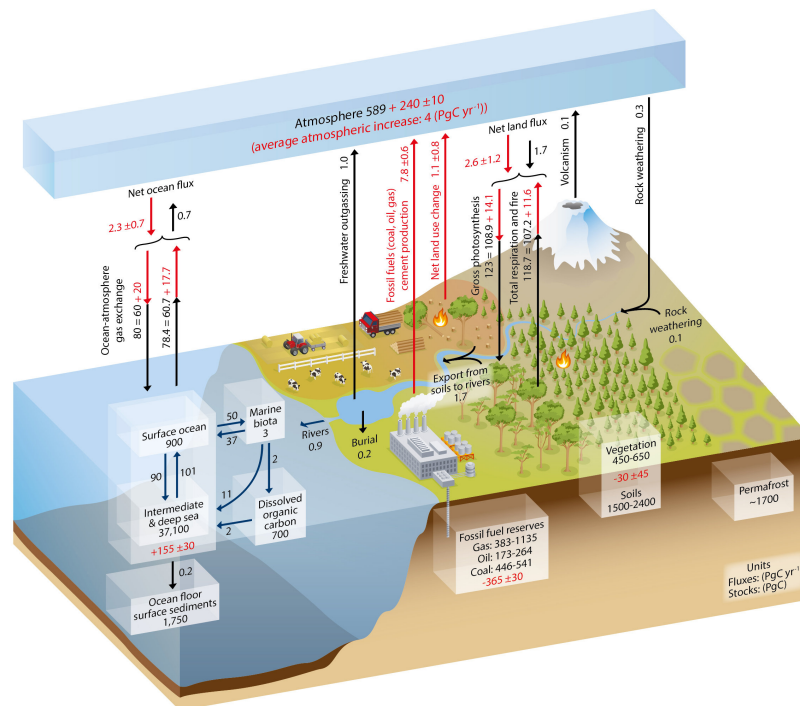 Atmosphere 589 + 240 ±10
(average atmospheric increase: 4 (PgC yr⁻¹))
Net ocean flux
2.3 ±0.7
0.7
Ocean-atmosphere
gas exchange
80 = 60 + 20
78.4 = 60.7 + 17.7
Freshwater outgassing
1.0
Fossil fuels (coal, oil, gas)
cement production
7.8 ±0.6
Net land use change
1.1 ±0.8
Net land flux
2.6 ±1.2
1.7
Gross photosynthesis
123 = 108.9 + 14.1
Total respiration and fire
118.7 = 107.2 + 11.6
Volcanism
0.1
Rock weathering
0.3
Rock
weathering
0.1
Export from
soils to rivers
1.7
Rivers
0.9
Burial
0.2
Surface ocean
900
50
37
Marine
biota
3
90
101
11
2
2
Intermediate
& deep sea
37,100
+155 ±30
Dissolved
organic
carbon
700
0.2
Ocean floor
surface sediments
1,750
Fossil fuel reserves
Gas: 383-1135
Oil: 173-264
Coal: 446-541
-365 ±30
Vegetation
450-650
-30 ±45
Soils
1500-2400
Permafrost
~1700
Units
Fluxes: (PgC yr⁻¹)
Stocks: (PgC)